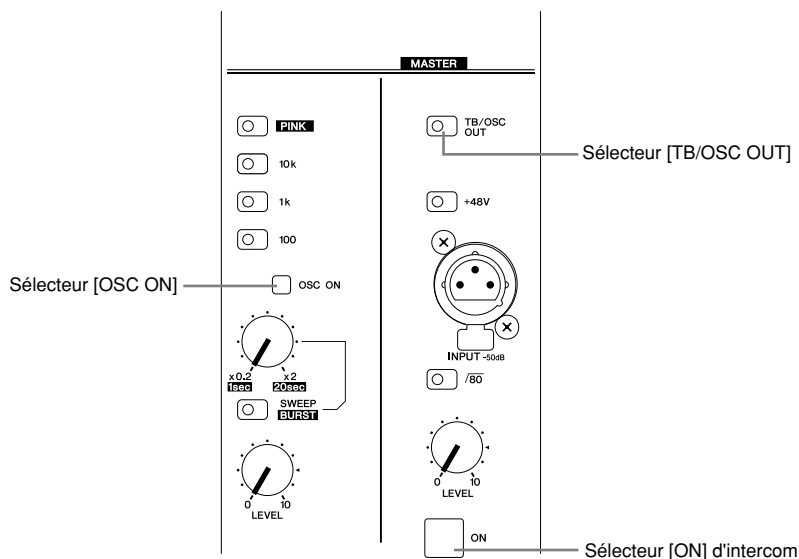 MASTER
PINK
10k
1k
100
Sélecteur [OSC ON]
OSC ON
x0.2
x2
1sec
20sec
SWEEP
BURST
0
10
LEVEL
TB/OSC
OUT
Sélecteur [TB/OSC OUT]
+48V
INPUT -50dB
/80
0
10
LEVEL
ON
Sélecteur [ON] d'intercom